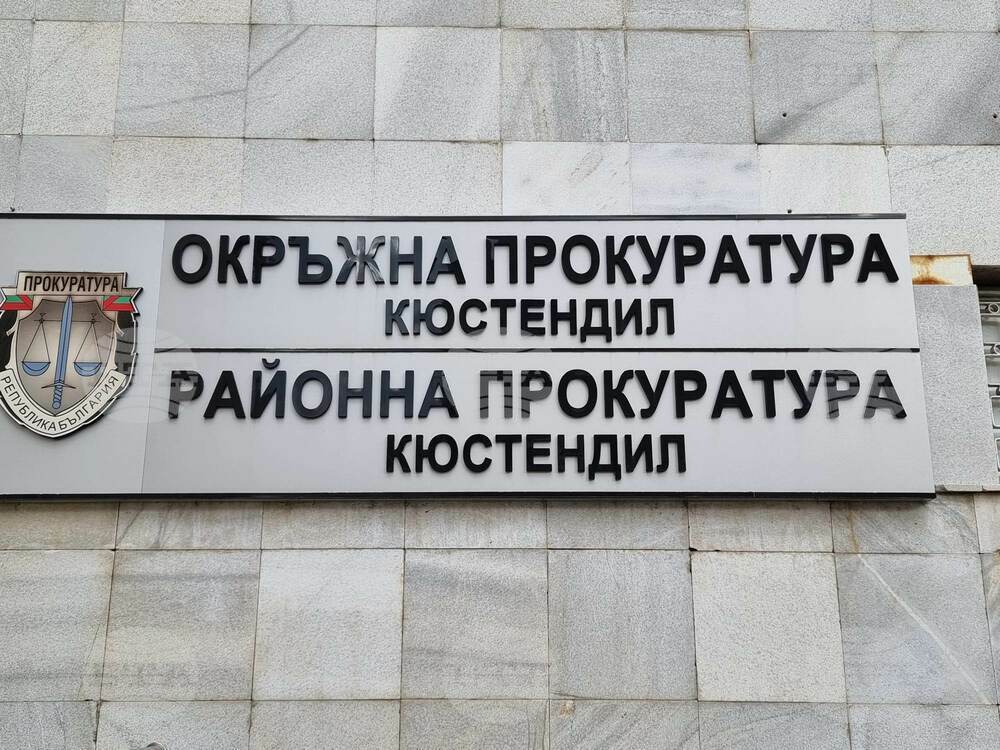 ПРОКУРАТУРА
РЕПУБЛИКА БЪЛГАРИЯ
ОКРЪЖНА ПРОКУРАТУРА
КЮСТЕНДИЛ
РАЙОННА ПРОКУРАТУРА
КЮСТЕНДИЛ